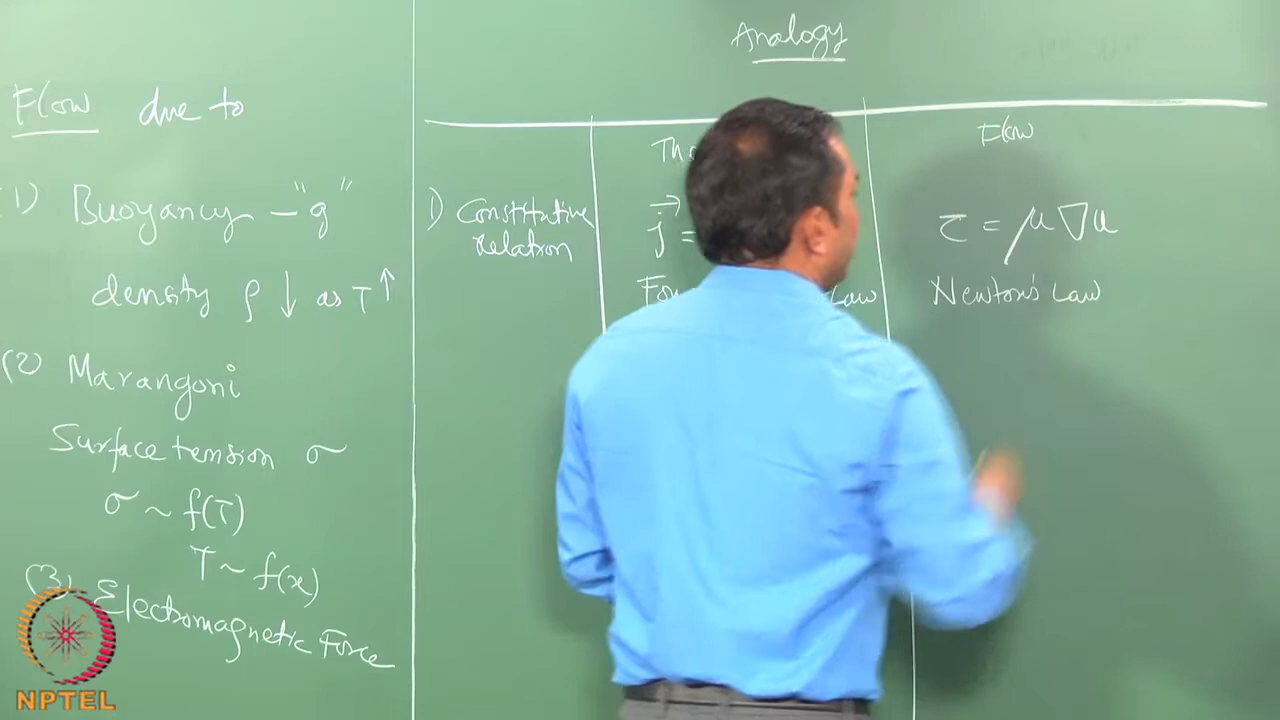 Flow due to
(1) Buoyancy – "g"
density ρ ↓ as T ↑
(2) Marangoni
Surface tension σ
σ ~ f(T)
T ~ f(x)
(3) Electromagnetic Force
Analogy
Flow
1) Constitutive
relation
j =
τ = μ∇u
Law
Newton's Law
NPTEL